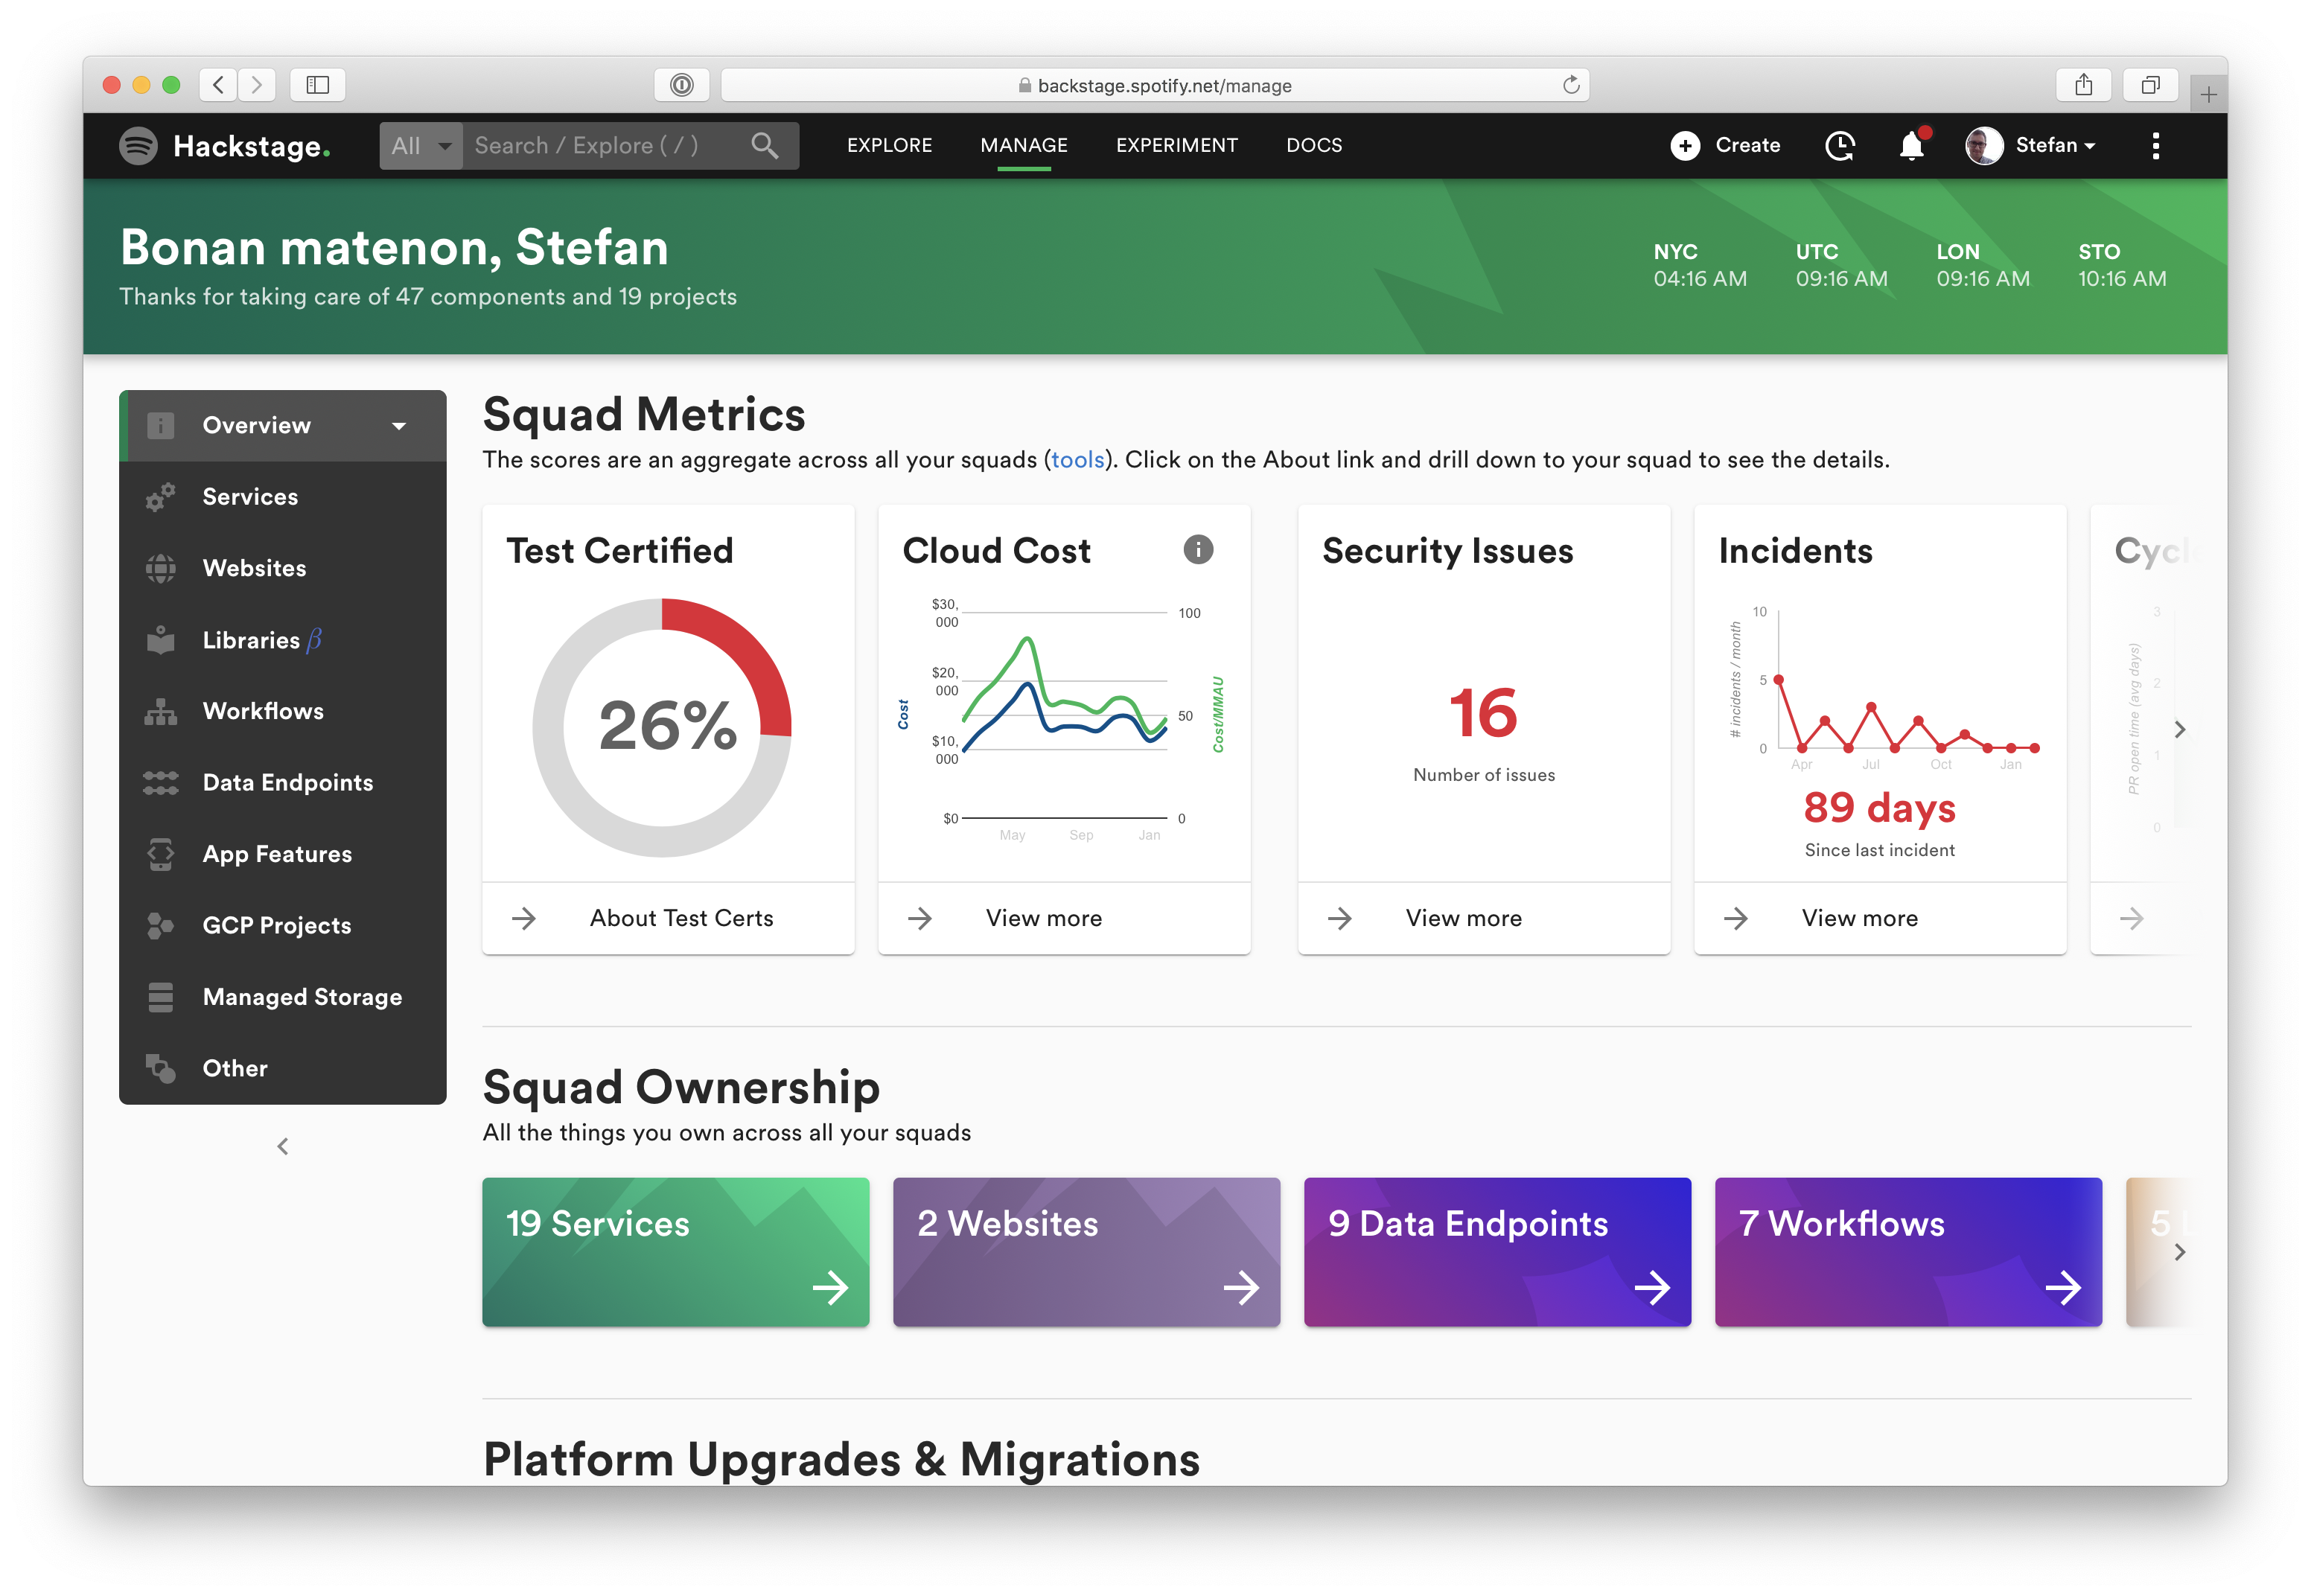 backstage.spotify.net/manage
Hackstage.
All
Search / Explore ( / )
EXPLORE
MANAGE
EXPERIMENT
DOCS
Create
Stefan
Bonan matenon, Stefan
Thanks for taking care of 47 components and 19 projects
NYC
04:16 AM
UTC
09:16 AM
LON
09:16 AM
STO
10:16 AM
Overview
Services
Websites
Libraries β
Workflows
Data Endpoints
App Features
GCP Projects
Managed Storage
Other
Squad Metrics
The scores are an aggregate across all your squads (tools). Click on the About link and drill down to your squad to see the details.
Test Certified
26%
About Test Certs
Cloud Cost
$30,
000
$20,
000
$10,
000
$0
100
50
0
Cost
Cost/MMAU
May
Sep
Jan
View more
Security Issues
16
Number of issues
View more
Incidents
10
5
0
# incidents / month
Apr
Jul
Oct
Jan
89 days
Since last incident
View more
3
2
1
0
PR open time (avg days)
Squad Ownership
All the things you own across all your squads
19 Services
2 Websites
9 Data Endpoints
7 Workflows
5
Platform Upgrades & Migrations